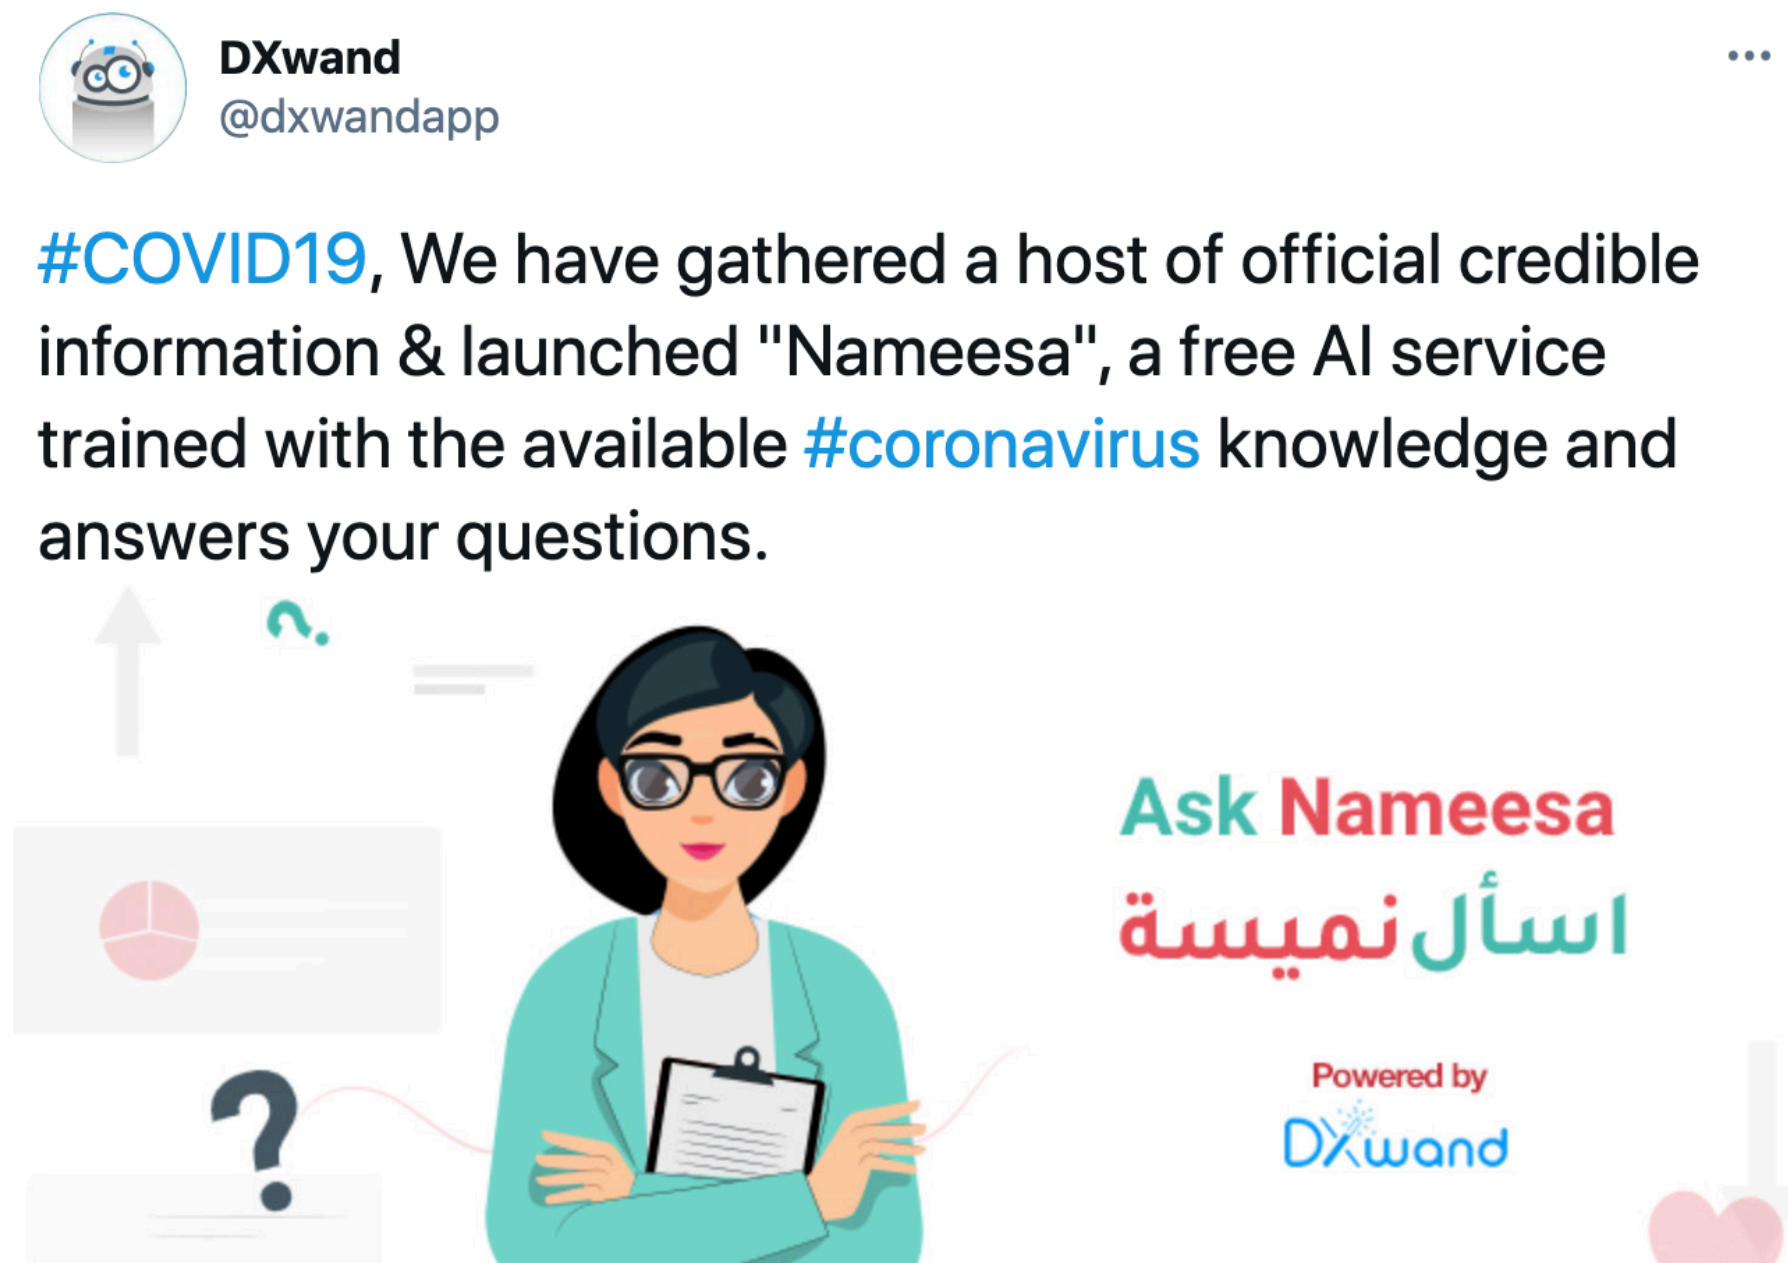 DXwand
@dxwandapp
#COVID19, We have gathered a host of official credible
information & launched "Nameesa", a free AI service
trained with the available #coronavirus knowledge and
answers your questions.
?
Ask Nameesa
اسأل نميسة
Powered by
DXwand